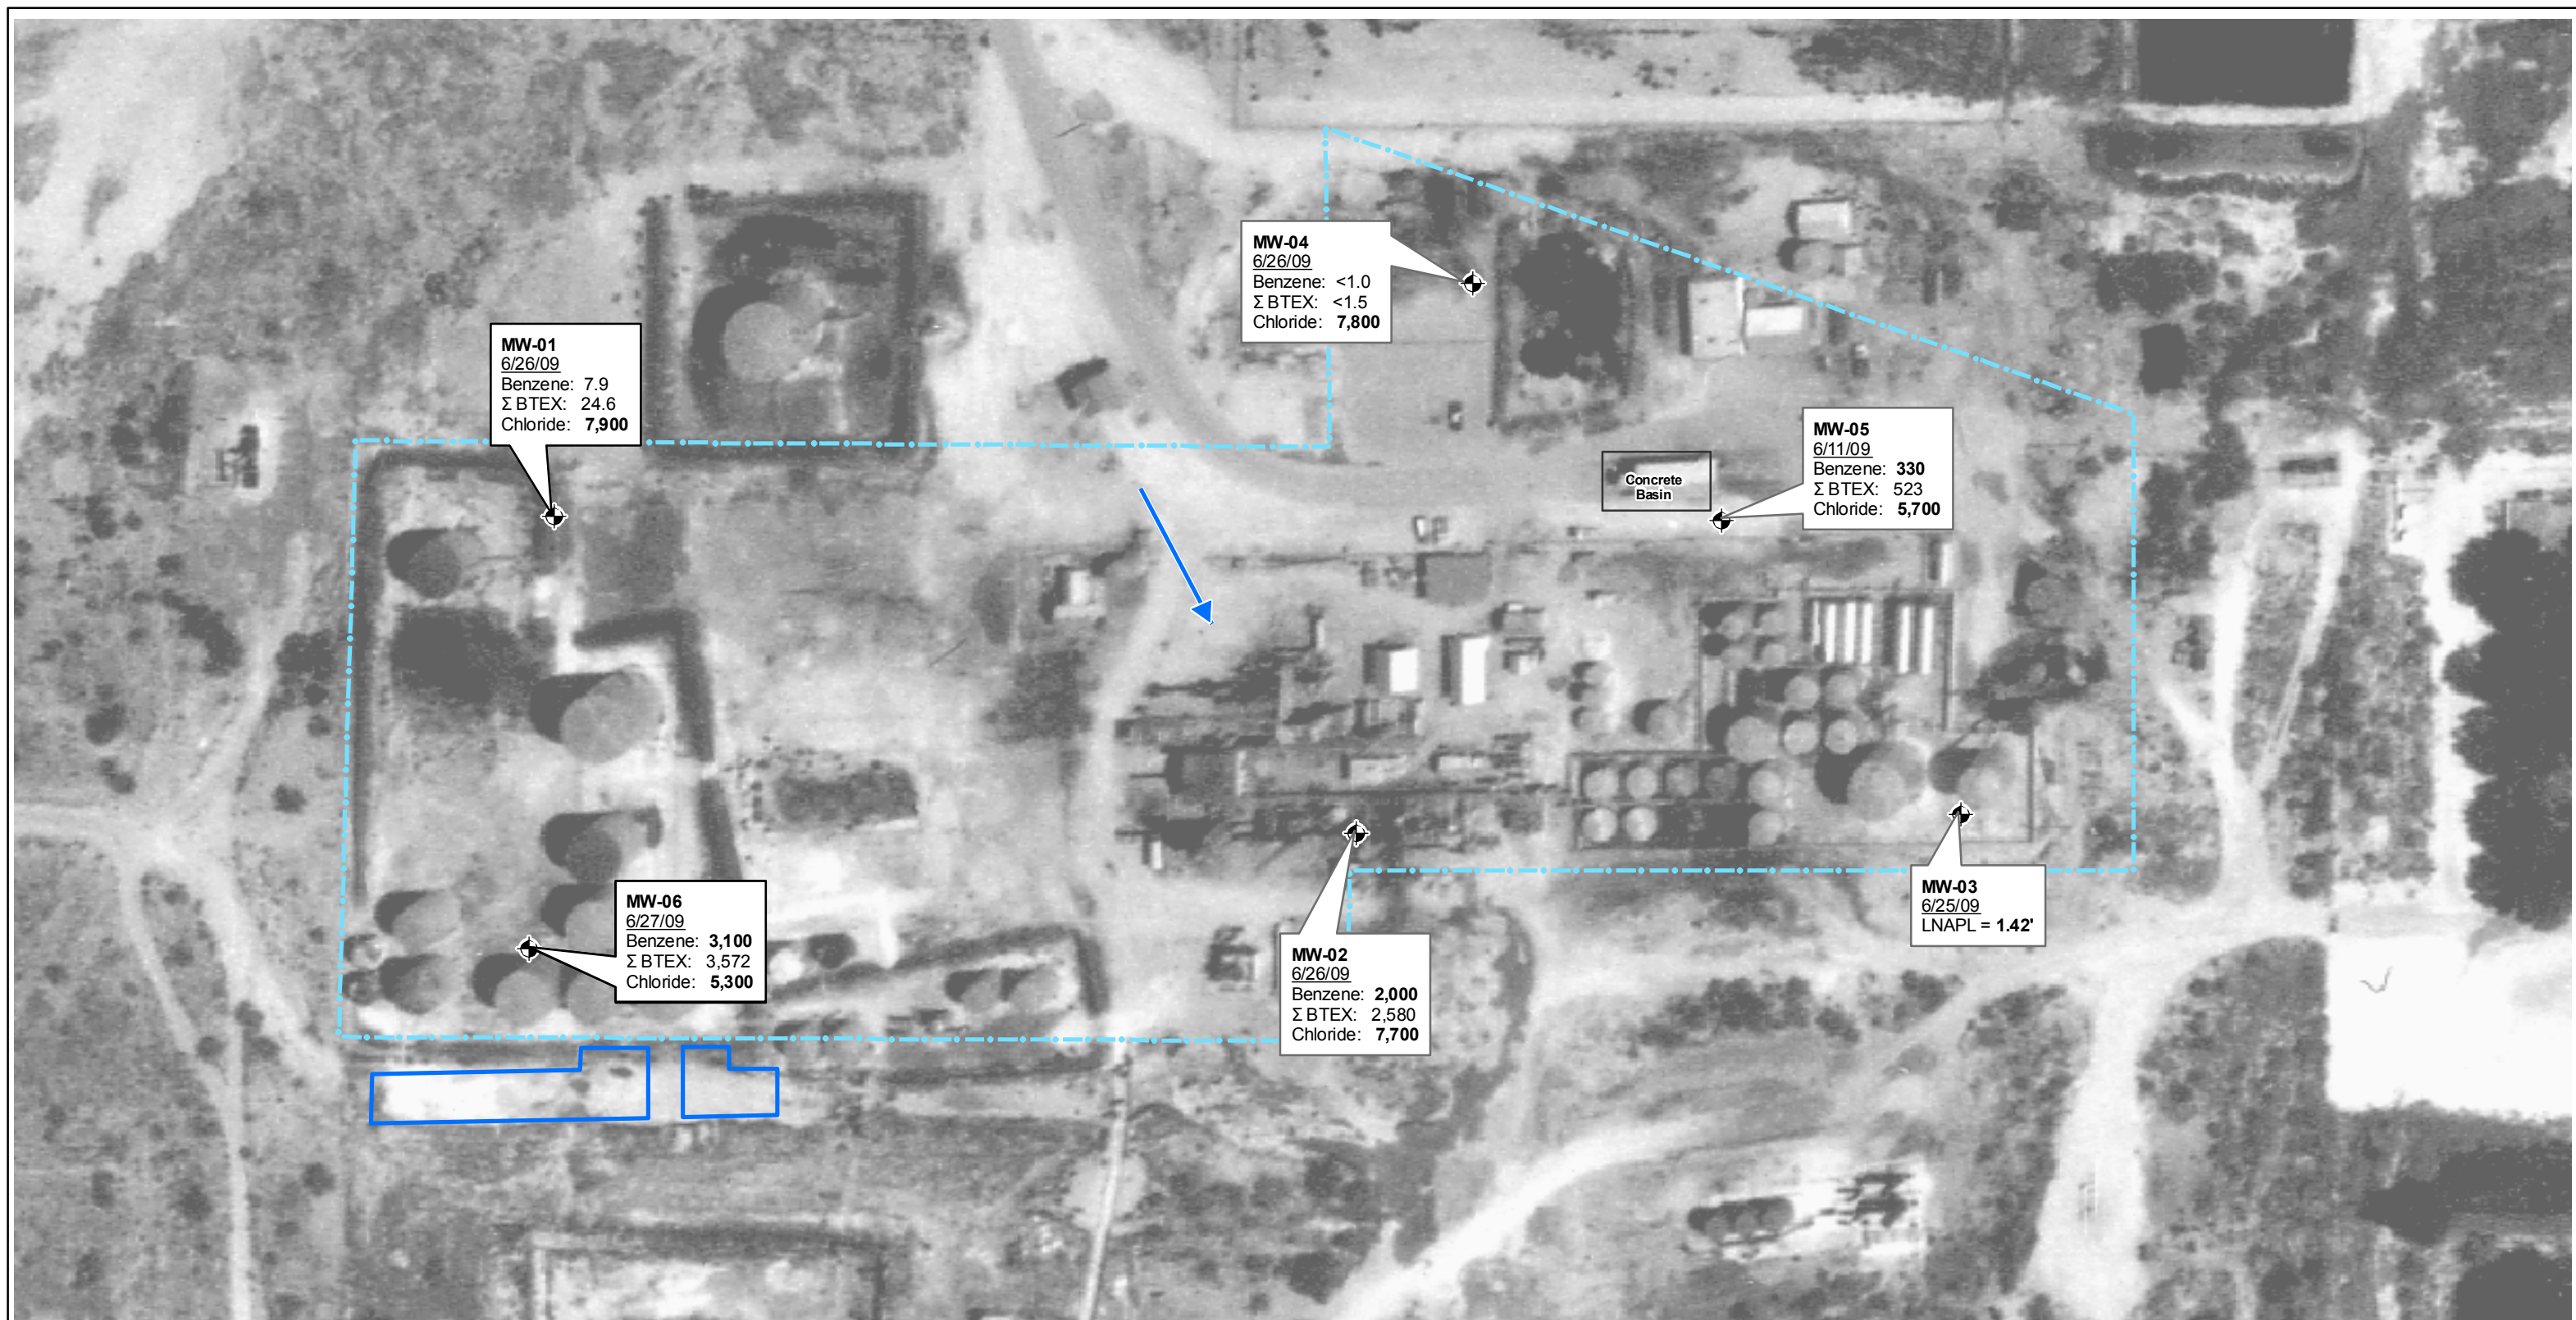 MW-04
6/26/09
Benzene: <1.0
Σ BTEX: <1.5
Chloride: 7,800
MW-01
6/26/09
Benzene: 7.9
Σ BTEX: 24.6
Chloride: 7,900
MW-05
6/11/09
Benzene: 330
Σ BTEX: 523
Chloride: 5,700
Concrete
Basin
MW-03
6/25/09
LNAPL = 1.42'
MW-06
6/27/09
Benzene: 3,100
Σ BTEX: 3,572
Chloride: 5,300
MW-02
6/26/09
Benzene: 2,000
Σ BTEX: 2,580
Chloride: 7,700